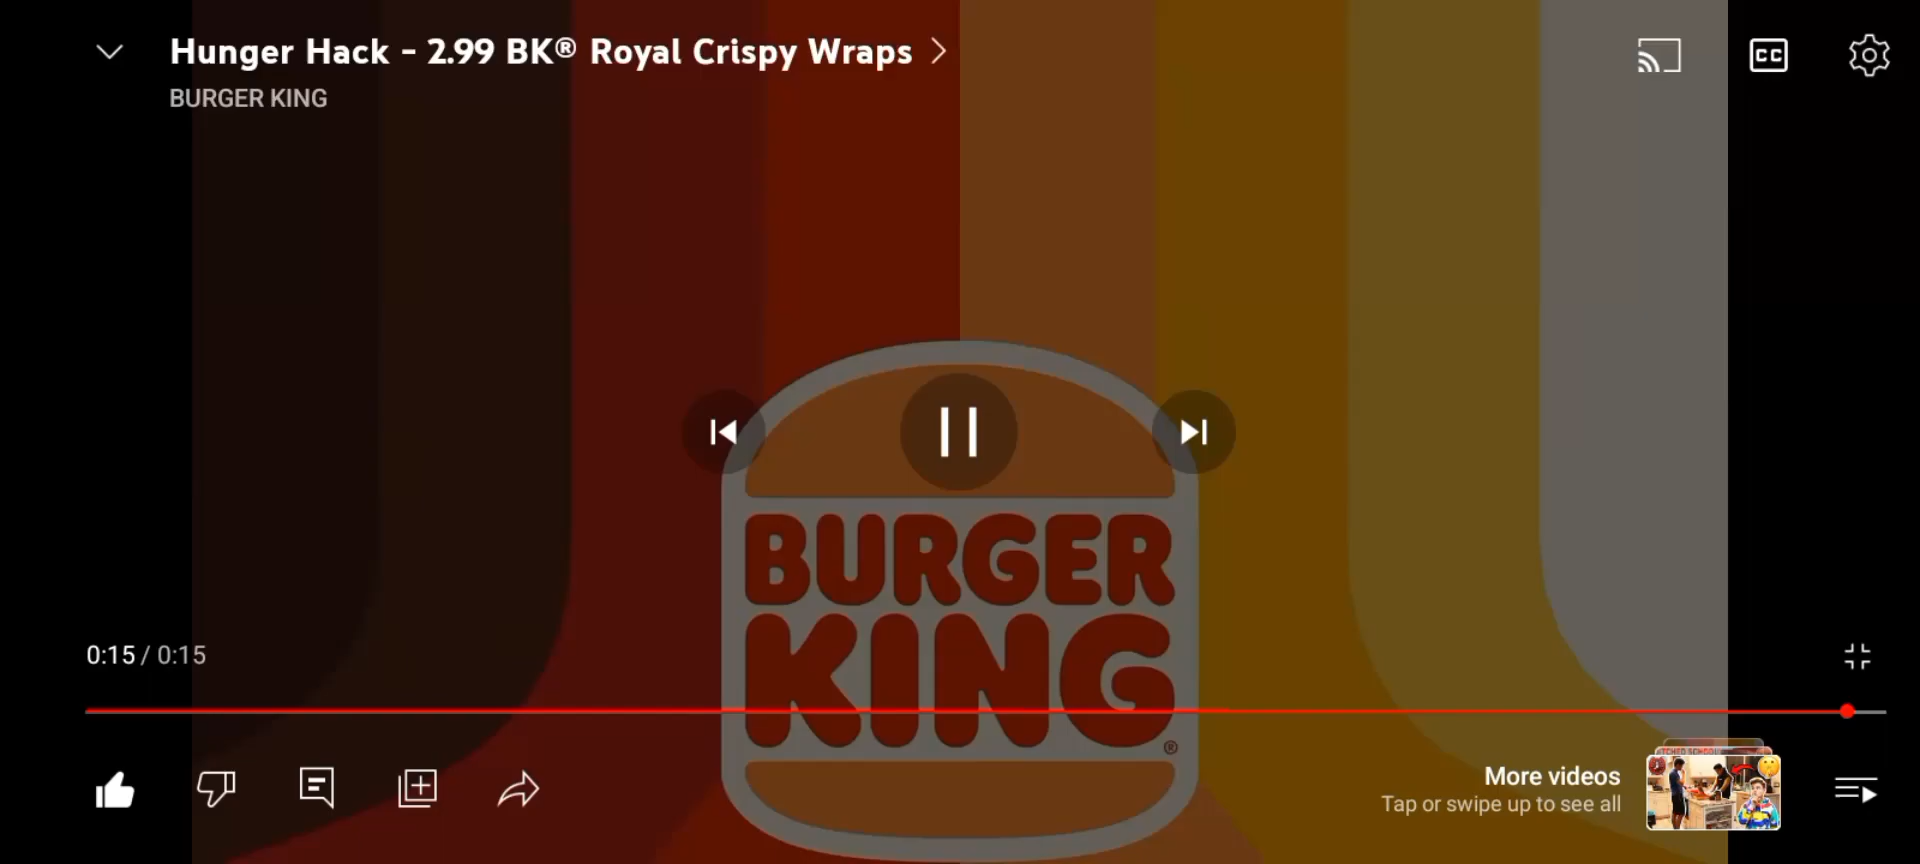 Hunger Hack - 2.99 BK® Royal Crispy Wraps
BURGER KING
CC
BURGER
KING
®
0:15 / 0:15
More videos
Tap or swipe up to see all